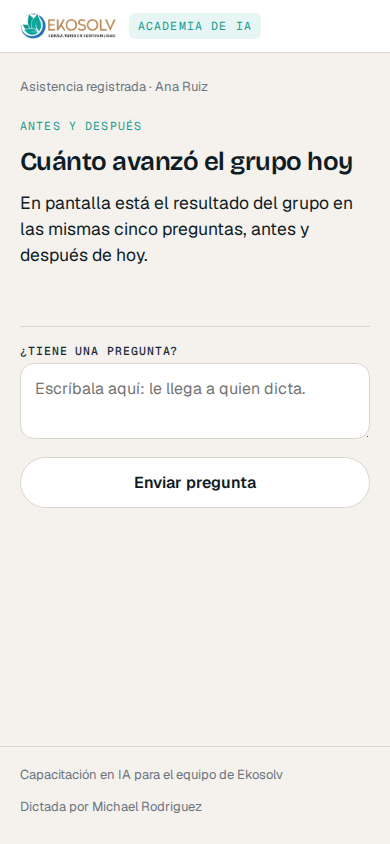 EKOSOLV
ACADEMIA DE IA
Asistencia registrada · Ana Ruiz
ANTES Y DESPUÉS
Cuánto avanzó el grupo hoy
En pantalla está el resultado del grupo en
las mismas cinco preguntas, antes y
después de hoy.
¿TIENE UNA PREGUNTA?
Escríbala aquí: le llega a quien dicta.
Enviar pregunta
Capacitación en IA para el equipo de Ekosolv
Dictada por Michael Rodriguez